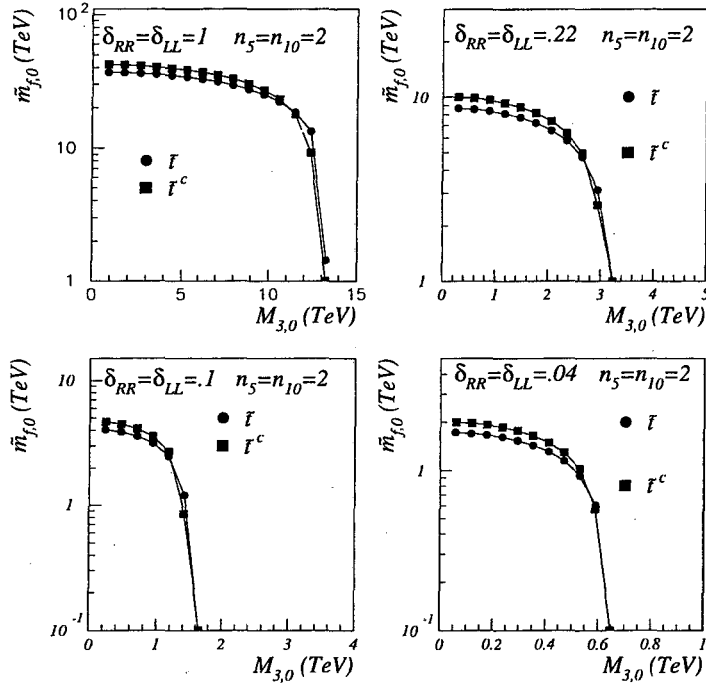 m̃f,0 (TeV)
10²
10
1
δRR=δLL=1 n5=n10=2
t̃
t̃ᶜ
0 5 10 15
M3,0 (TeV)
m̃f,0 (TeV)
10
1
δRR=δLL=.22 n5=n10=2
t̃
t̃ᶜ
0 1 2 3 4 5
M3,0 (TeV)
m̃f,0 (TeV)
10
1
10⁻¹
δRR=δLL=.1 n5=n10=2
t̃
t̃ᶜ
0 1 2 3 4
M3,0 (TeV)
m̃f,0 (TeV)
1
10⁻¹
δRR=δLL=.04 n5=n10=2
t̃
t̃ᶜ
0 0.2 0.4 0.6 0.8 1
M3,0 (TeV)